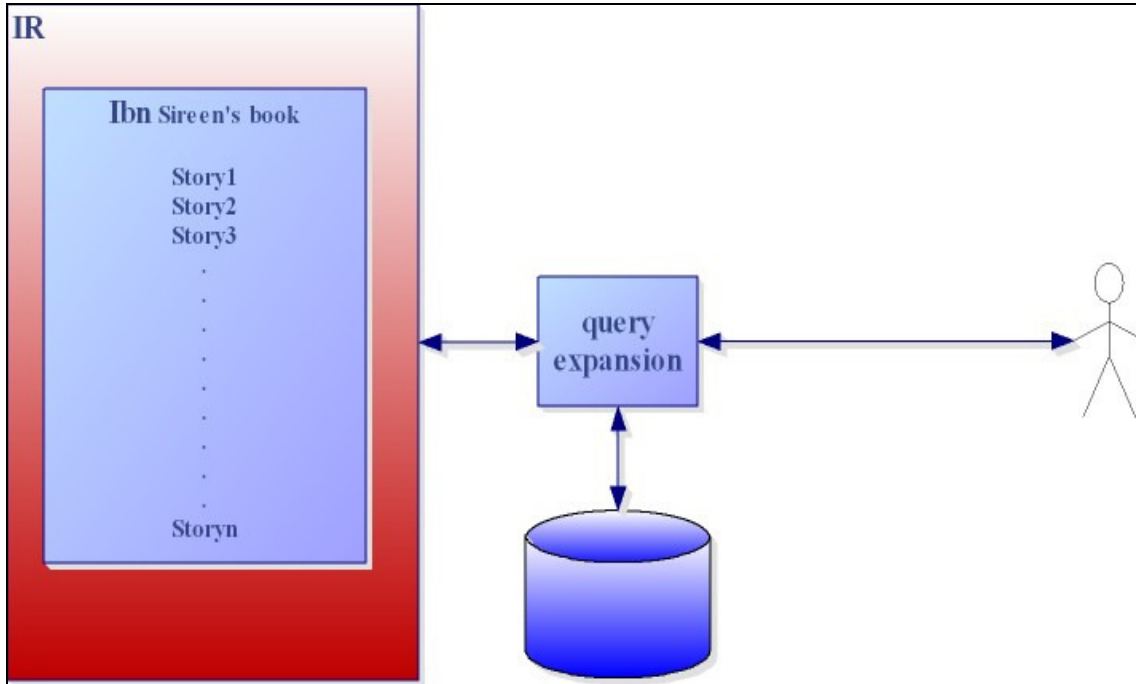 IR
Ibn Sireen's book
Story1
Story2
Story3
.
.
.
.
.
.
.
.
.
Storyn
query
expansion